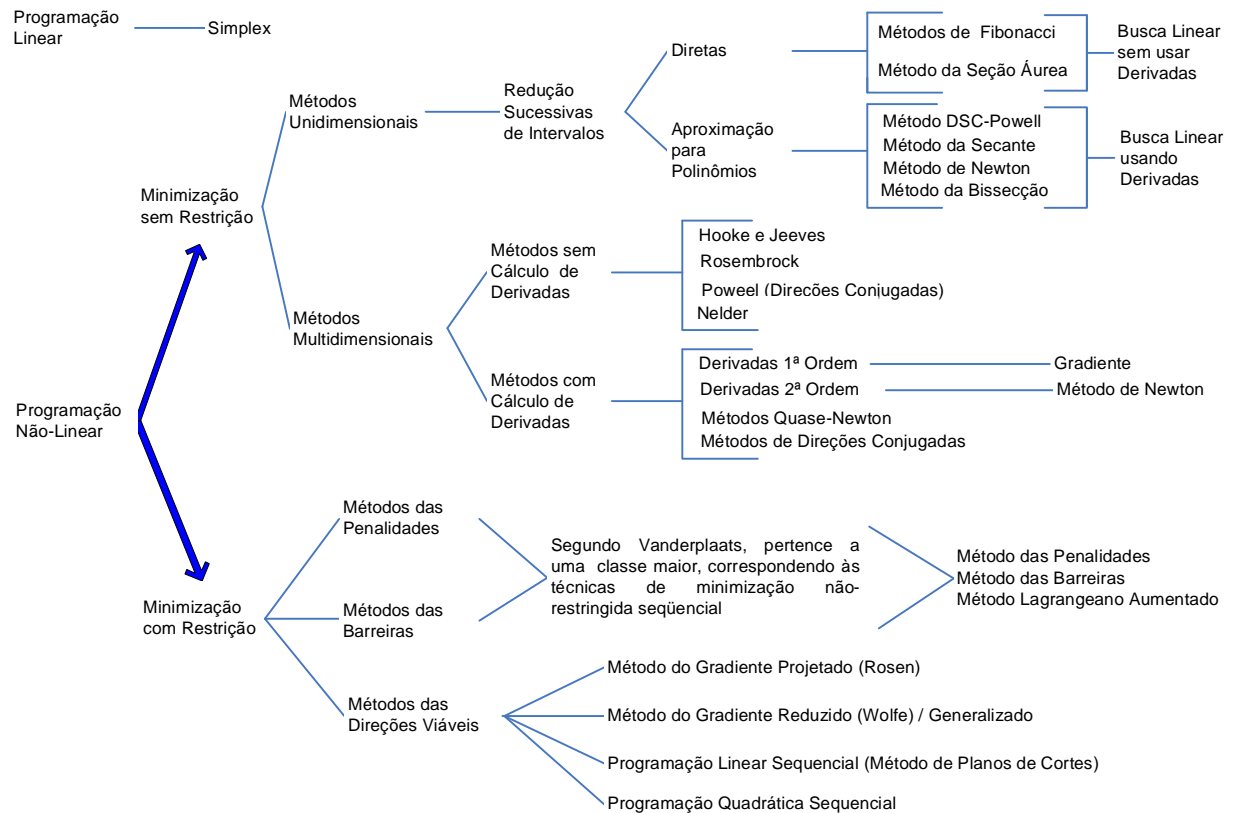 Programação
Linear
Simplex
Programação
Não-Linear
Minimização
sem Restrição
Métodos
Unidimensionais
Redução
Sucessivas
de Intervalos
Diretas
Métodos de Fibonacci
Método da Seção Áurea
Busca Linear
sem usar
Derivadas
Aproximação
para
Polinômios
Método DSC-Powell
Método da Secante
Método de Newton
Método da Bissecção
Busca Linear
usando
Derivadas
Métodos
Multidimensionais
Métodos sem
Cálculo de
Derivadas
Hooke e Jeeves
Rosembrock
Poweel (Direções Conjugadas)
Nelder
Métodos com
Cálculo de
Derivadas
Derivadas 1ª Ordem
Gradiente
Derivadas 2ª Ordem
Método de Newton
Métodos Quase-Newton
Métodos de Direções Conjugadas
Minimização
com Restrição
Métodos das
Penalidades
Métodos das
Barreiras
Segundo Vanderplaats, pertence a
uma classe maior, correspondendo às
técnicas de minimização não-
restringida seqüencial
Método das Penalidades
Método das Barreiras
Método Lagrangeano Aumentado
Métodos das
Direções Viáveis
Método do Gradiente Projetado (Rosen)
Método do Gradiente Reduzido (Wolfe) / Generalizado
Programação Linear Sequencial (Método de Planos de Cortes)
Programação Quadrática Sequencial